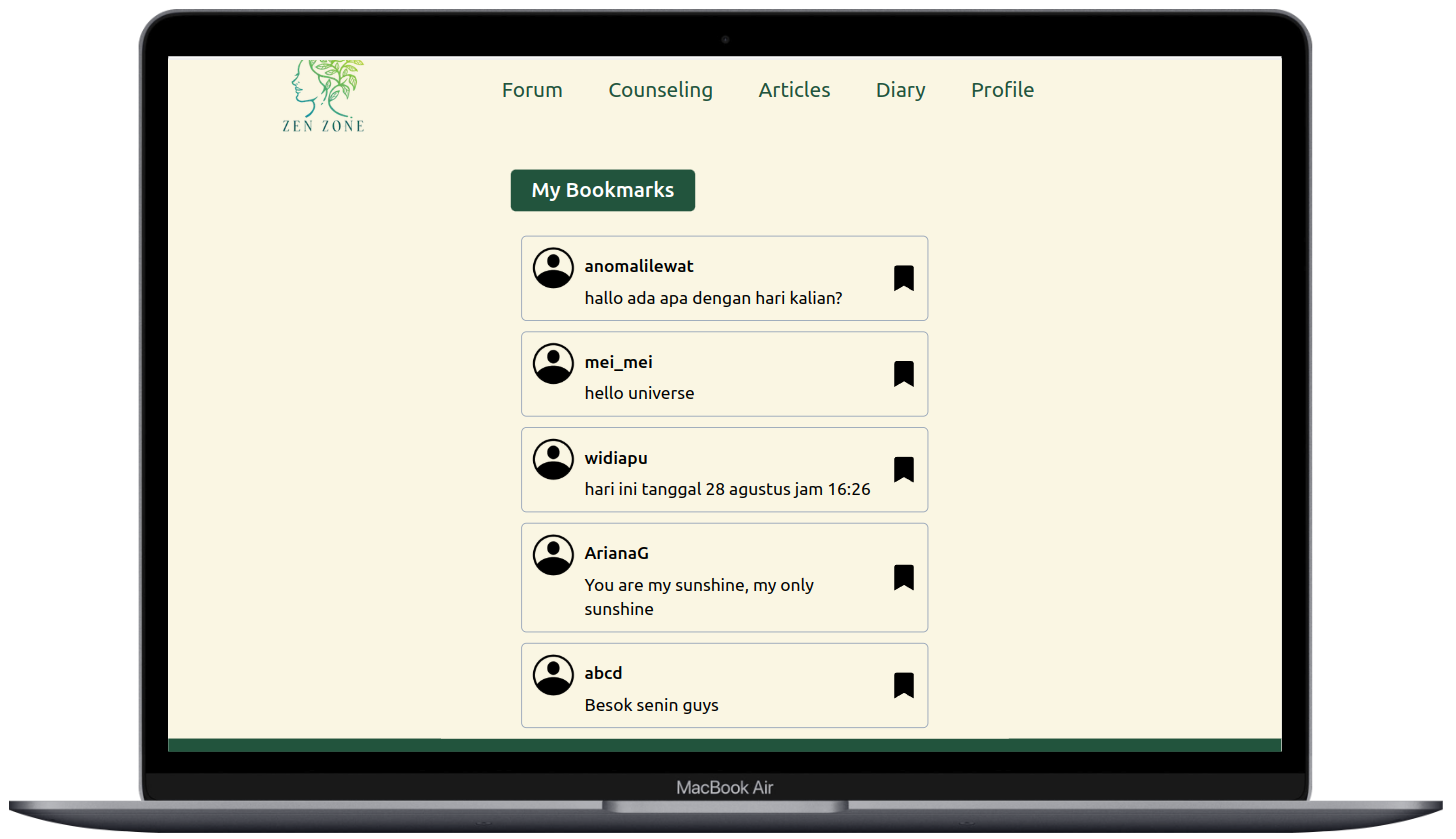 ZEN ZONE
Forum Counseling Articles Diary Profile
My Bookmarks
anomalilewat
hallo ada apa dengan hari kalian?
mei_mei
hello universe
widiapu
hari ini tanggal 28 agustus jam 16:26
ArianaG
You are my sunshine, my only
sunshine
abcd
Besok senin guys
MacBook Air